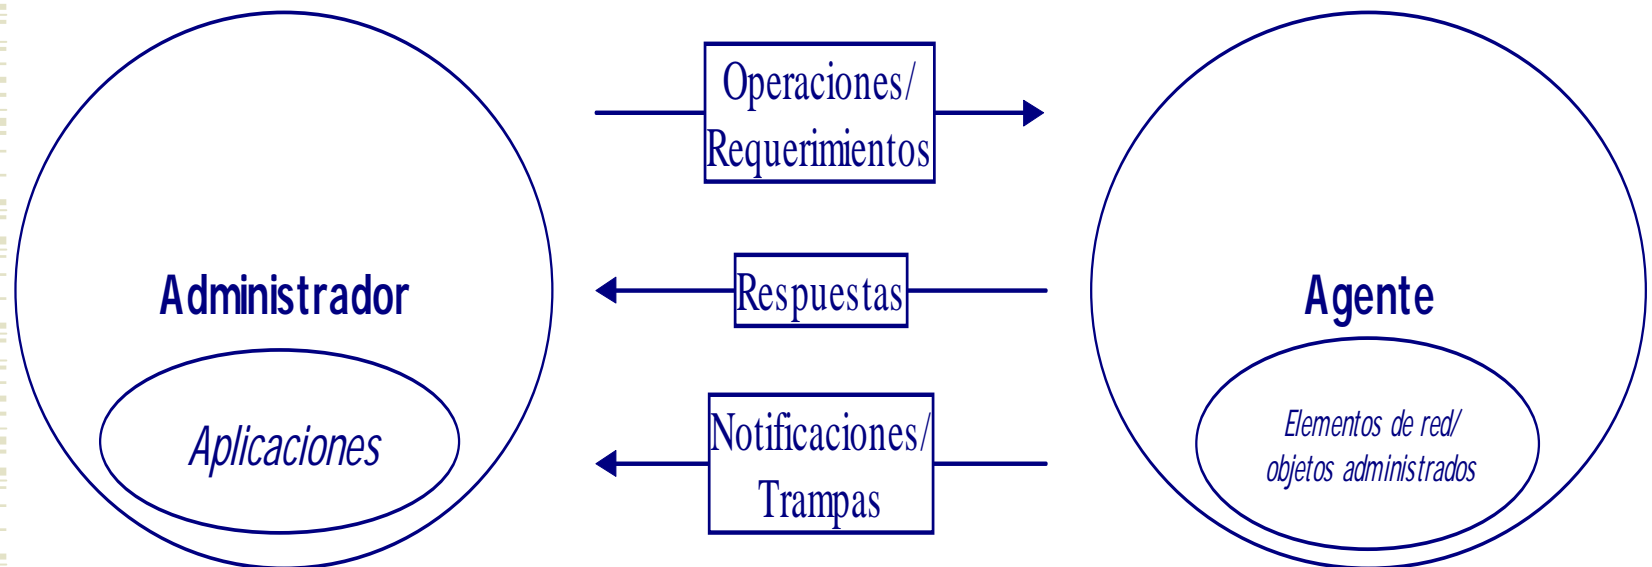 Operaciones/
Requerimientos
Administrador
Respuestas
Agente
Aplicaciones
Notificaciones/
Trampas
Elementos de red/
objetos administrados